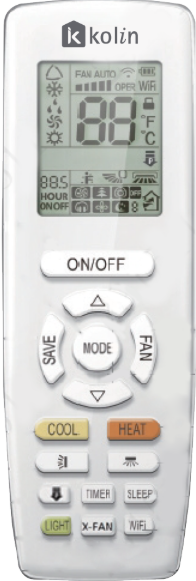 kolin
FAN AUTO
OPER WiFi
88
°F
°C
88.5
HOUR
ON OFF
8
ON/OFF
SAVE
MODE
FAN
COOL
HEAT
TIMER
SLEEP
LIGHT
X-FAN
WiFi